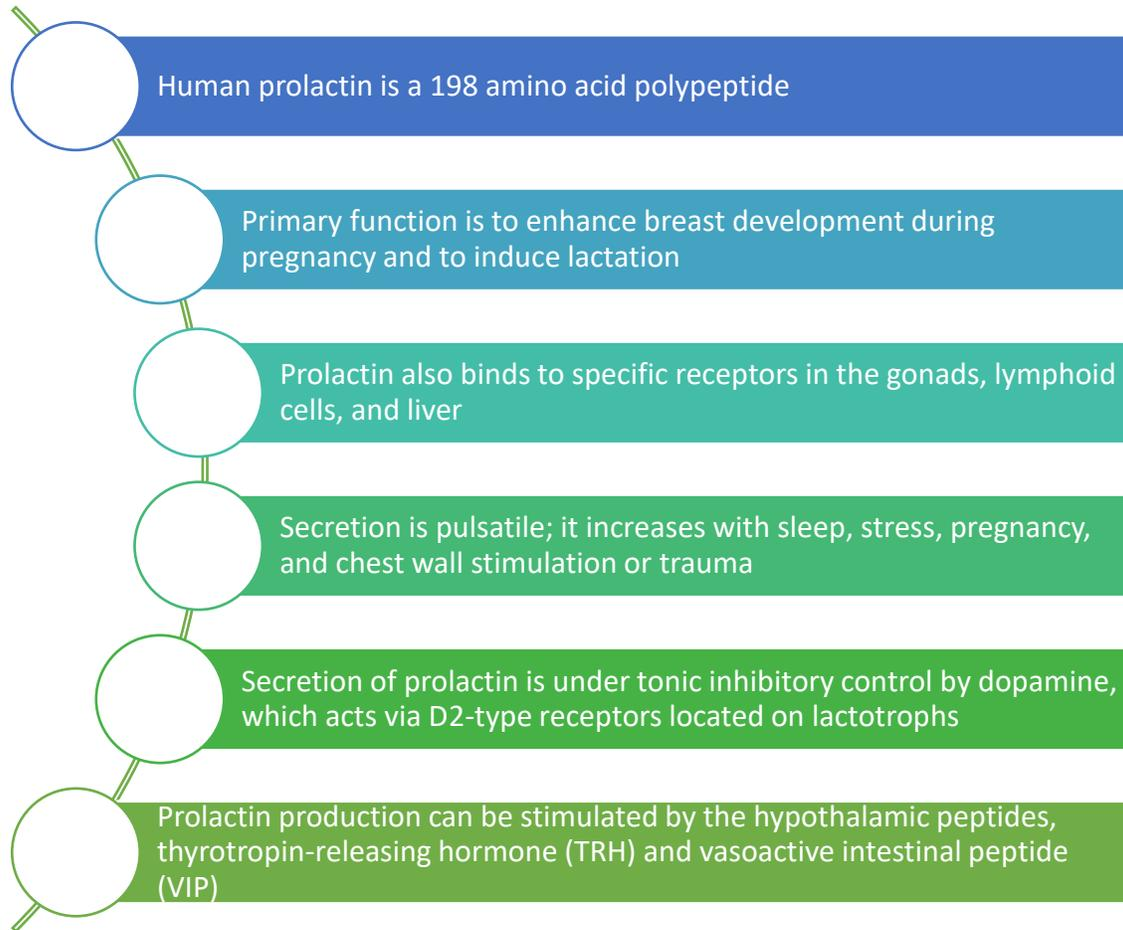 Human prolactin is a 198 amino acid polypeptide
Primary function is to enhance breast development during
pregnancy and to induce lactation
Prolactin also binds to specific receptors in the gonads, lymphoid
cells, and liver
Secretion is pulsatile; it increases with sleep, stress, pregnancy,
and chest wall stimulation or trauma
Secretion of prolactin is under tonic inhibitory control by dopamine,
which acts via D2-type receptors located on lactotrophs
Prolactin production can be stimulated by the hypothalamic peptides,
thyrotropin-releasing hormone (TRH) and vasoactive intestinal peptide
(VIP)